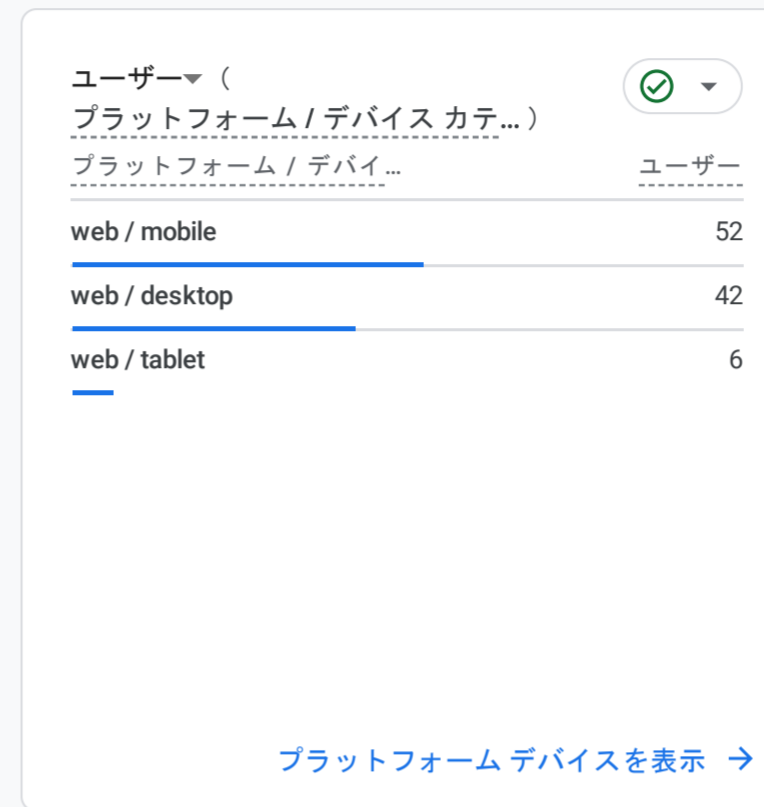 ユーザー（
プラットフォーム / デバイス カテ... ）
プラットフォーム / デバイ... ユーザー
web / mobile 52
web / desktop 42
web / tablet 6
プラットフォーム デバイスを表示 →